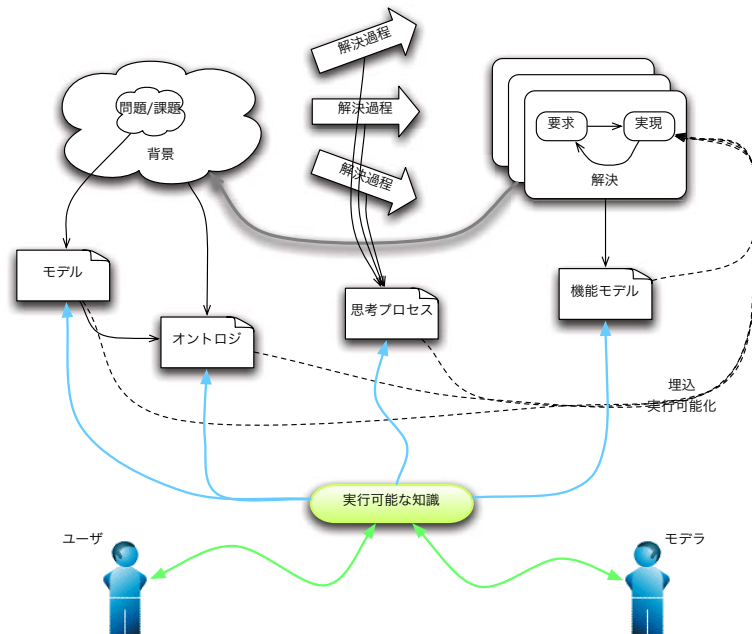 解決過程
問題/課題
解決過程
要求
実現
背景
解決過程
解決
モデル
機能モデル
思考プロセス
オントロジ
埋込
実行可能化
実行可能な知識
ユーザ
モデラ